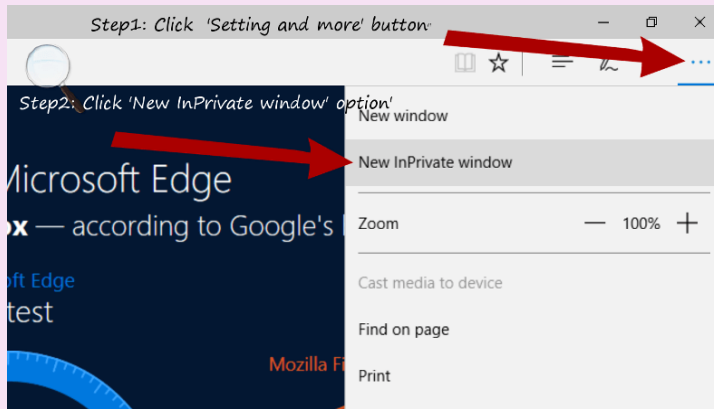 Step1: Click 'Setting and more' button
Step2: Click 'New InPrivate window' option'
New window
New InPrivate window
Microsoft Edge
ox — according to Google's
Zoom — 100% +
oft Edge
Cast media to device
test
Find on page
Mozilla Fi
Print